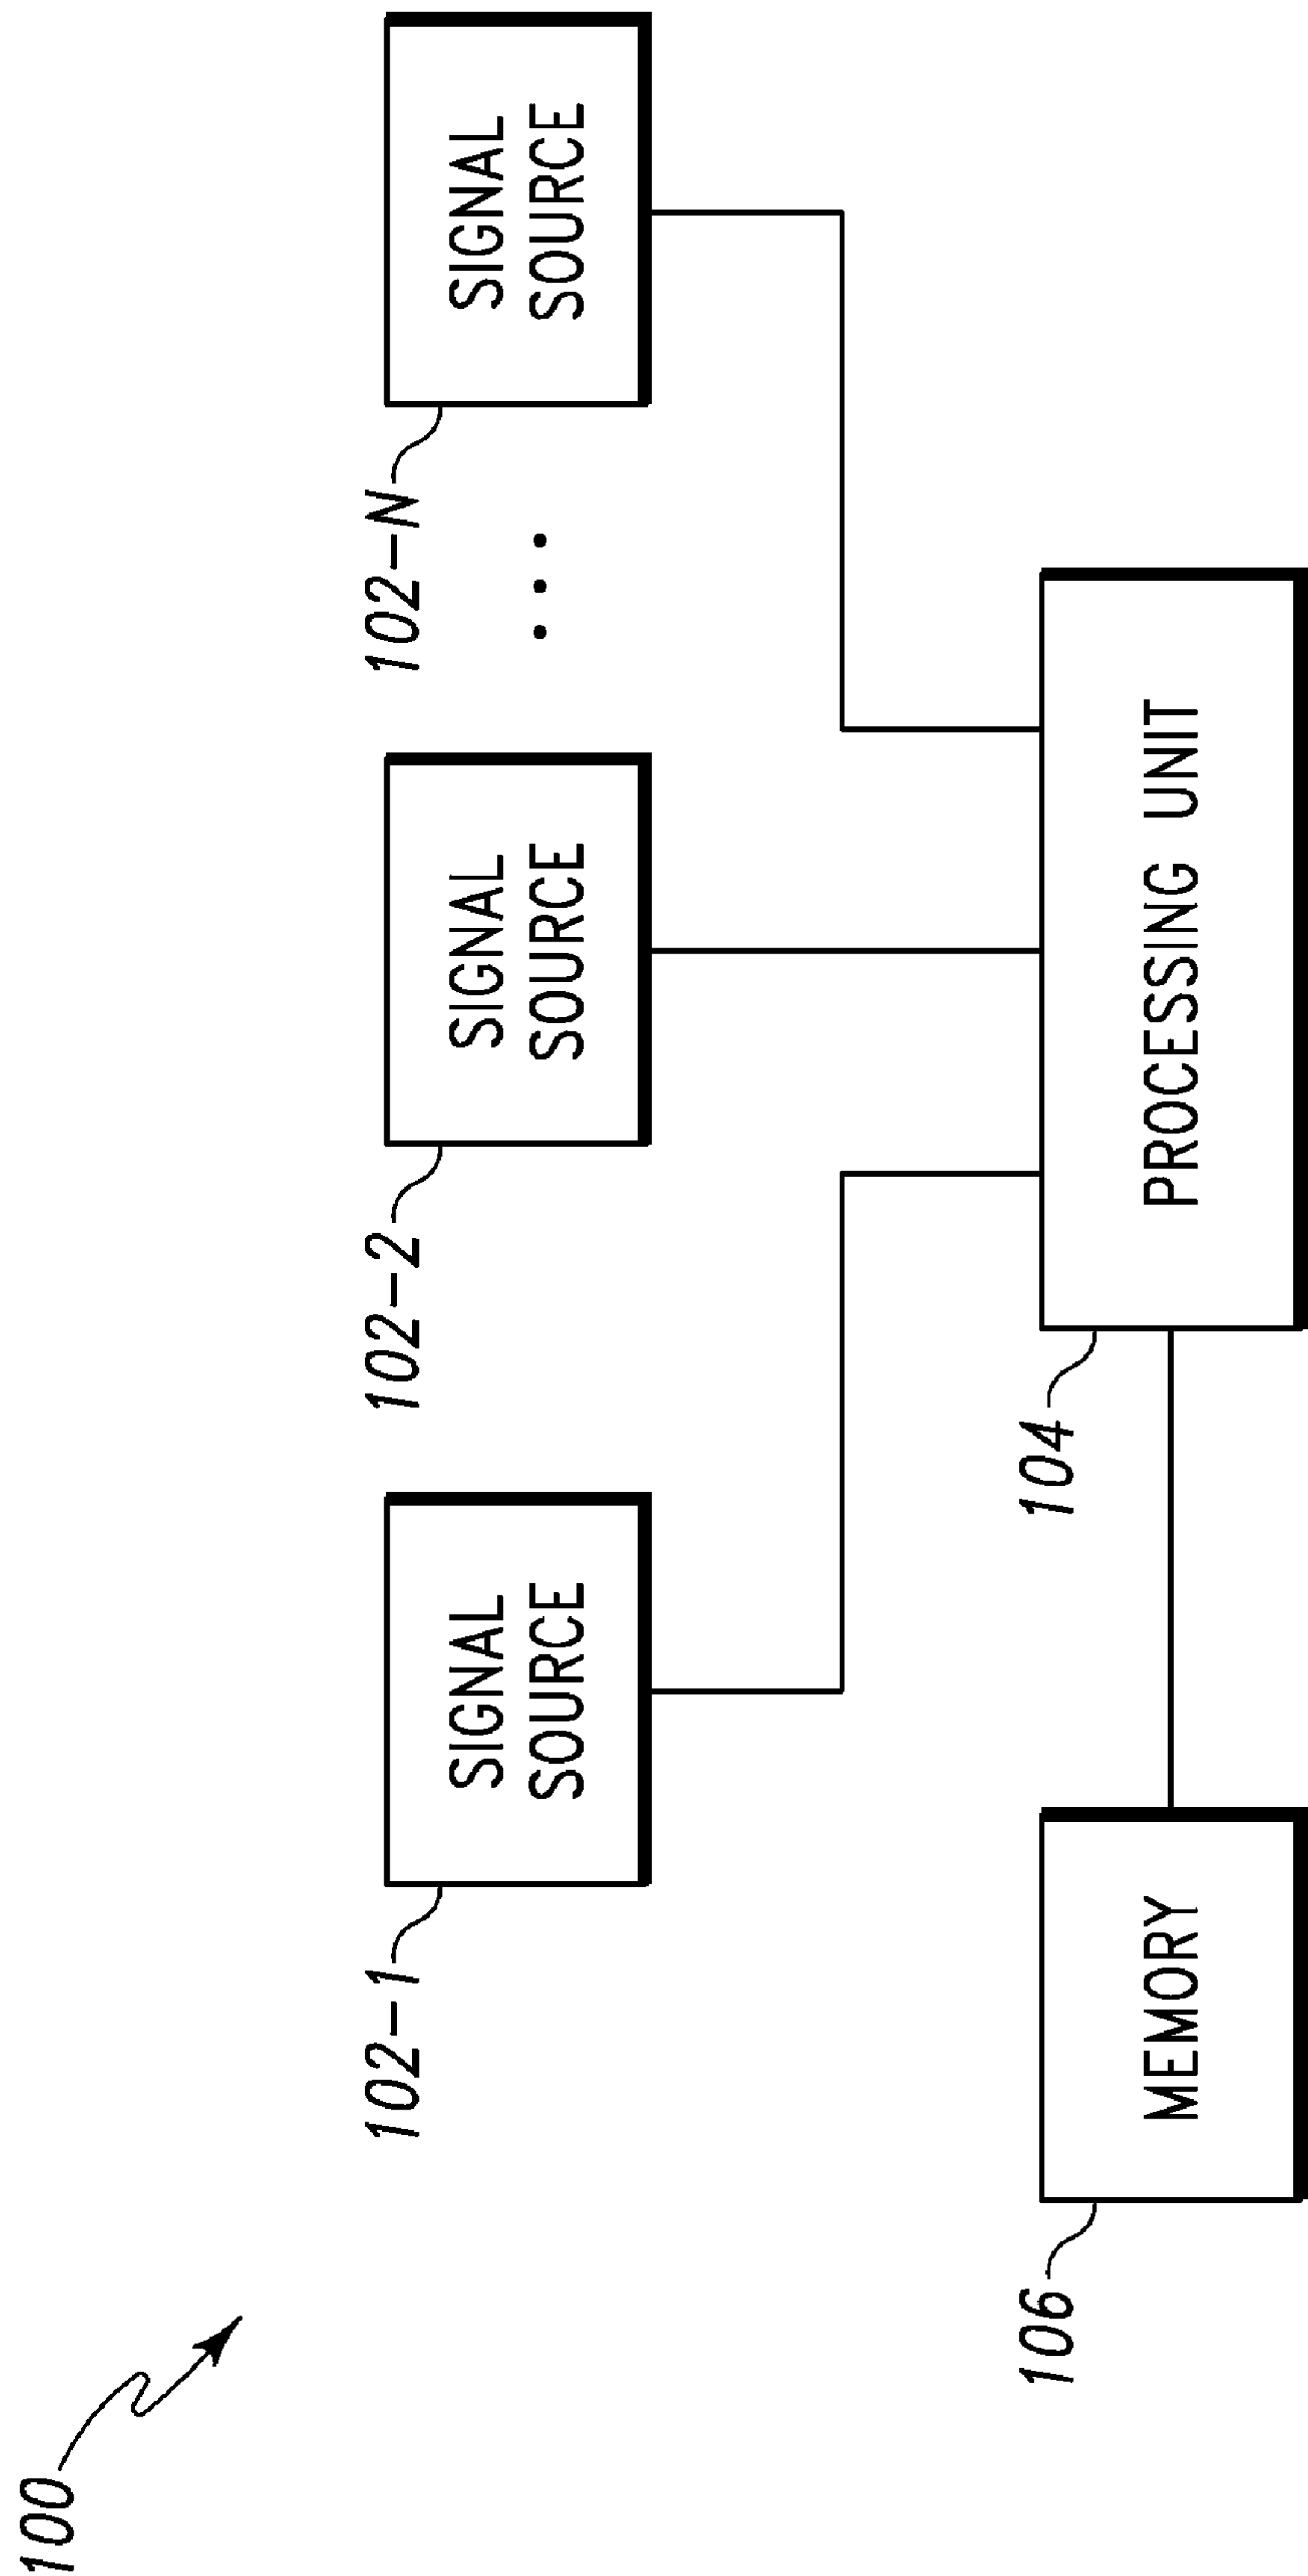 100
102-1
SIGNAL
SOURCE
102-2
SIGNAL
SOURCE
...
102-N
SIGNAL
SOURCE
106
MEMORY
104
PROCESSING UNIT